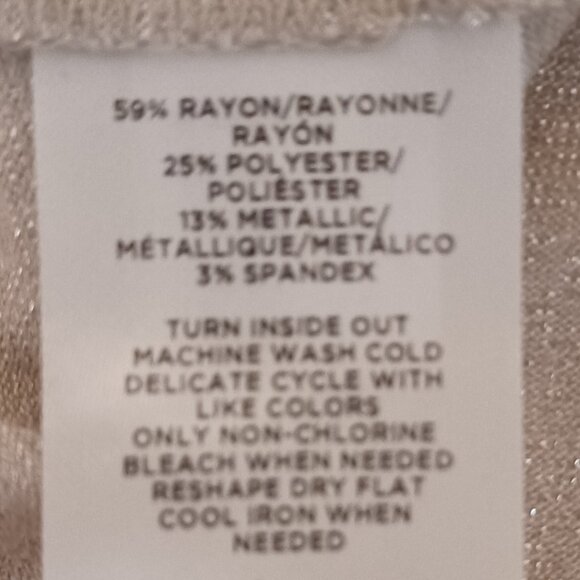 59% RAYON/RAYONNE/
RAYÓN
25% POLYESTER/
POLIÉSTER
13% METALLIC/
MÉTALLIQUE/METÁLICO
3% SPANDEX
TURN INSIDE OUT
MACHINE WASH COLD
DELICATE CYCLE WITH
LIKE COLORS
ONLY NON-CHLORINE
BLEACH WHEN NEEDED
RESHAPE DRY FLAT
COOL IRON WHEN
NEEDED